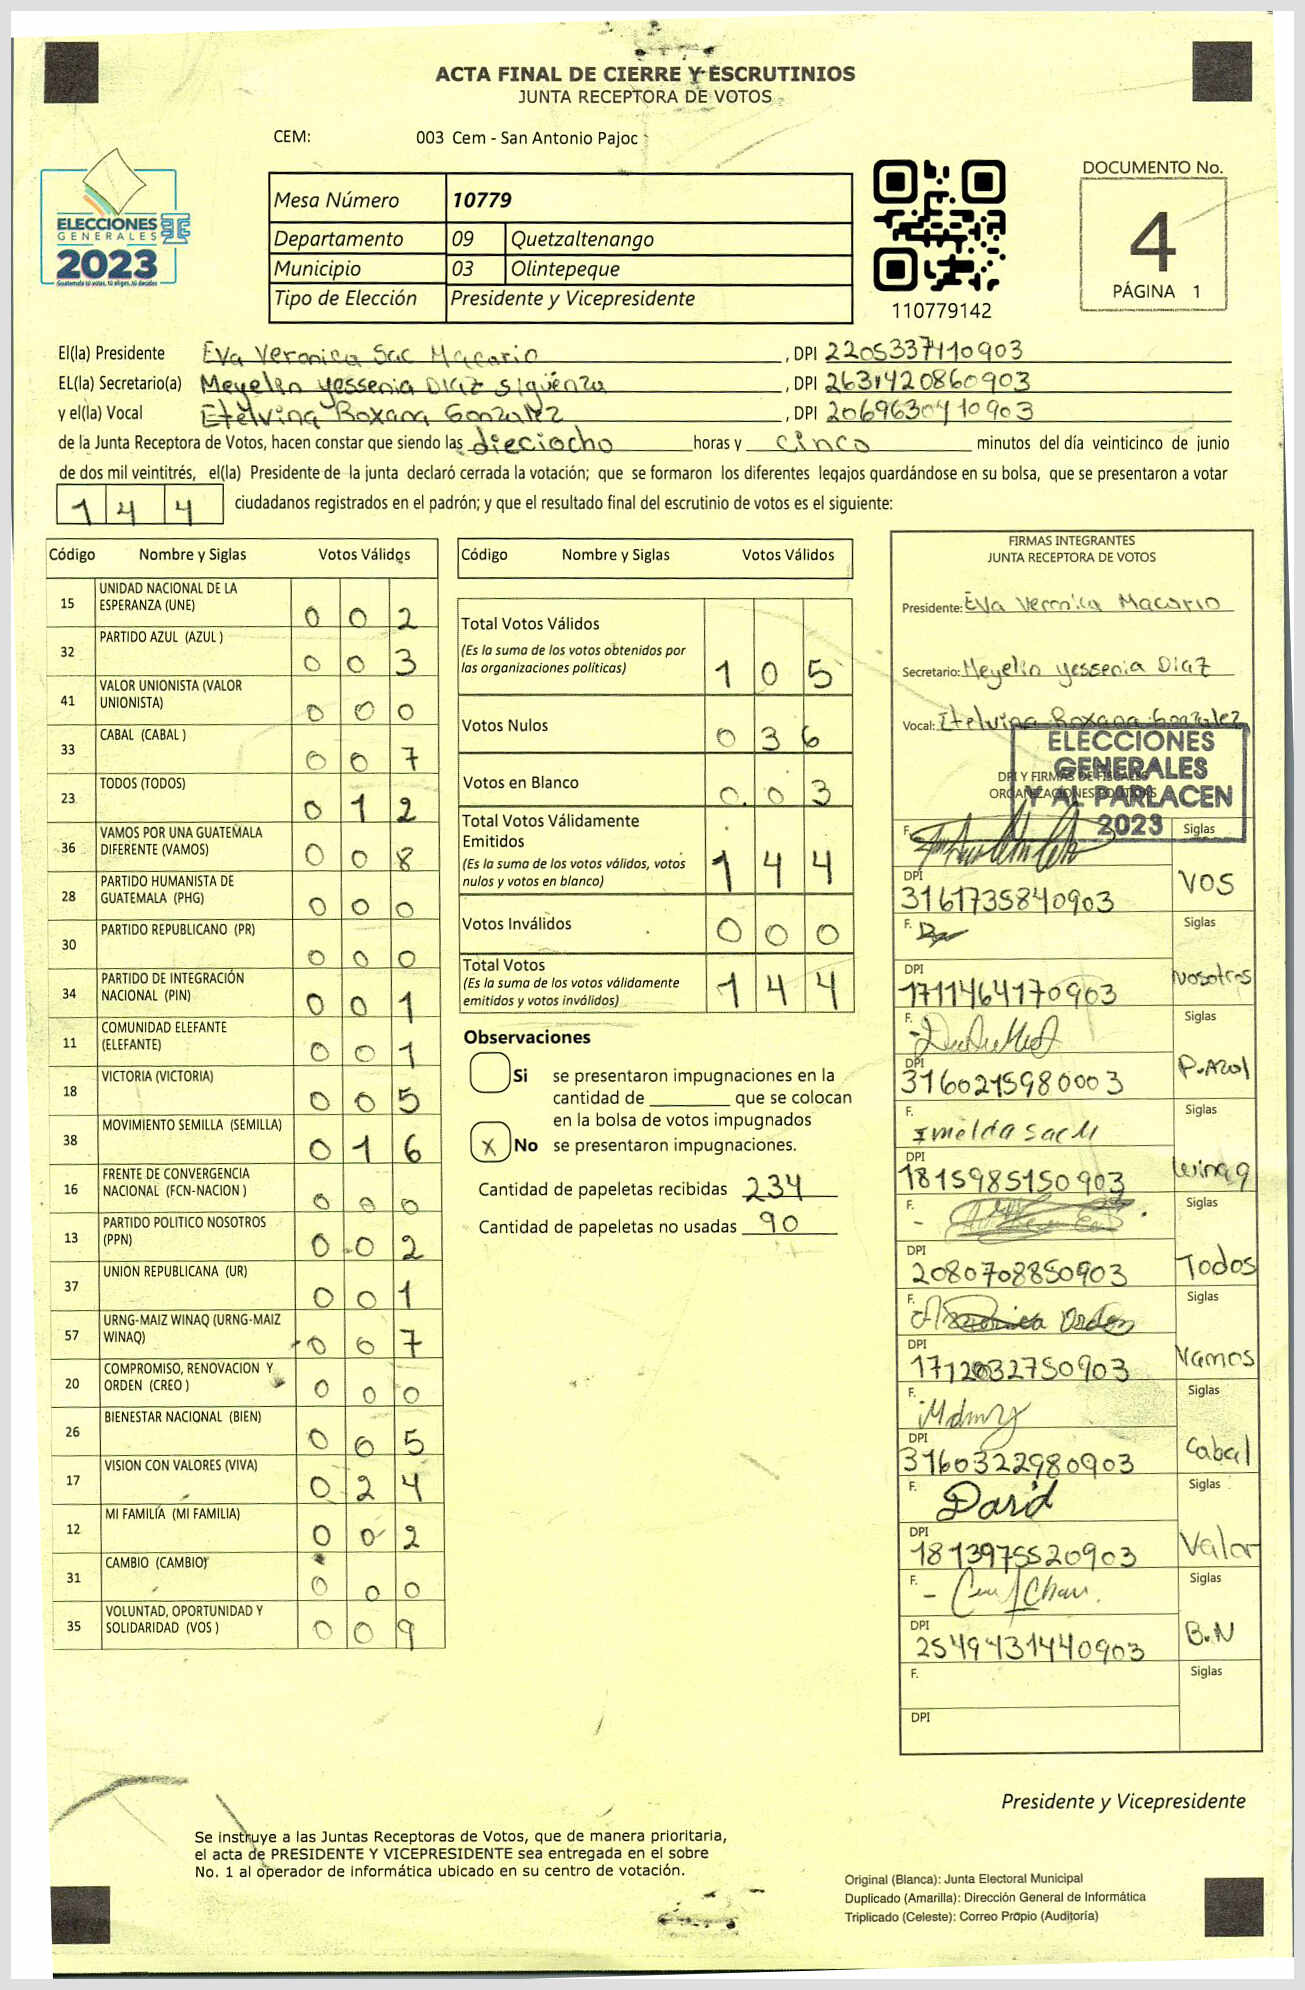 ACTA FINAL DE CIERRE Y ESCRUTINIOS
JUNTA RECEPTORA DE VOTOS
CEM: 003 Cem - San Antonio Pajoc
ELECCIONES
GENERALES
2023
Guatemala tú votas, tú eliges, tú decides
Mesa Número 10779
Departamento 09 Quetzaltenango
Municipio 03 Olintepeque
Tipo de Elección Presidente y Vicepresidente
110779142
DOCUMENTO No.
4
PÁGINA 1
El(la) Presidente Eva Veronica Sac Macario, DPI 2205337410903
EL(la) Secretario(a) Meyelin Yessenia Diaz Sigüenza, DPI 2631420860903
y el(la) Vocal Etelvina Roxana Gonzalez, DPI 2069630410903
de la Junta Receptora de Votos, hacen constar que siendo las dieciocho horas y cinco minutos del día veinticinco de junio
de dos mil veintitrés, el(la) Presidente de la junta declaró cerrada la votación; que se formaron los diferentes legajos guardándose en su bolsa, que se presentaron a votar
144 ciudadanos registrados en el padrón; y que el resultado final del escrutinio de votos es el siguiente:
Código Nombre y Siglas Votos Válidos
15 UNIDAD NACIONAL DE LA ESPERANZA (UNE) 0 0 2
32 PARTIDO AZUL (AZUL ) 0 0 3
41 VALOR UNIONISTA (VALOR UNIONISTA) 0 0 0
33 CABAL (CABAL ) 0 0 7
23 TODOS (TODOS) 0 1 2
36 VAMOS POR UNA GUATEMALA DIFERENTE (VAMOS) 0 0 8
28 PARTIDO HUMANISTA DE GUATEMALA (PHG) 0 0 0
30 PARTIDO REPUBLICANO (PR) 0 0 0
34 PARTIDO DE INTEGRACIÓN NACIONAL (PIN) 0 0 1
11 COMUNIDAD ELEFANTE (ELEFANTE) 0 0 1
18 VICTORIA (VICTORIA) 0 0 5
38 MOVIMIENTO SEMILLA (SEMILLA) 0 1 6
16 FRENTE DE CONVERGENCIA NACIONAL (FCN-NACION ) 0 0 0
13 PARTIDO POLITICO NOSOTROS (PPN) 0 0 2
37 UNION REPUBLICANA (UR) 0 0 1
57 URNG-MAIZ WINAQ (URNG-MAIZ WINAQ) 0 0 7
20 COMPROMISO, RENOVACION Y ORDEN (CREO ) 0 0 0
26 BIENESTAR NACIONAL (BIEN) 0 0 5
17 VISION CON VALORES (VIVA) 0 2 4
12 MI FAMILIA (MI FAMILIA) 0 0 2
31 CAMBIO (CAMBIO) 0 0 0
35 VOLUNTAD, OPORTUNIDAD Y SOLIDARIDAD (VOS ) 0 0 9
Código Nombre y Siglas Votos Válidos
Total Votos Válidos 1 0 5
(Es la suma de los votos obtenidos por
las organizaciones politicas)
Votos Nulos 0 3 6
Votos en Blanco 0 0 3
Total Votos Válidamente
Emitidos 1 4 4
(Es la suma de los votos válidos, votos
nulos y votos en blanco)
Votos Inválidos 0 0 0
Total Votos 1 4 4
(Es la suma de los votos válidamente
emitidos y votos inválidos)
Observaciones
Si se presentaron impugnaciones en la
cantidad de ________ que se colocan
en la bolsa de votos impugnados
x No se presentaron impugnaciones.
Cantidad de papeletas recibidas 234
Cantidad de papeletas no usadas 90
FIRMAS INTEGRANTES
JUNTA RECEPTORA DE VOTOS
Presidente: Eva Veronica Macario
Secretario: Meyelin Yessenia Diaz
Vocal: Etelvina Roxana Gonzalez
DPI Y FIRMAS DE FISCALES
ORGANIZACIONES POLÍTICAS
ELECCIONES
GENERALES
Y AL PARLACEN
2023
F. Siglas
DPI 3161735840903 VOS
F. Siglas
DPI 1711464170903 Nosotros
F. Siglas
DPI 3160215980003 P.Azul
F. Imelda Sac M Siglas
DPI 1815985150903 Winaq
F. Siglas
DPI 2080708850903 Todos
F. Siglas
DPI 1712032750903 Vamos
F. Siglas
DPI 3160322980903 Cabal
F. David Siglas
DPI 1813975520903 Valor
F. Siglas
DPI 2549431440903 B.N
F. Siglas
DPI
Presidente y Vicepresidente
Se instruye a las Juntas Receptoras de Votos, que de manera prioritaria,
el acta de PRESIDENTE Y VICEPRESIDENTE sea entregada en el sobre
No. 1 al operador de informática ubicado en su centro de votación.
Original (Blanca): Junta Electoral Municipal
Duplicado (Amarilla): Dirección General de Informática
Triplicado (Celeste): Correo Propio (Auditoría)